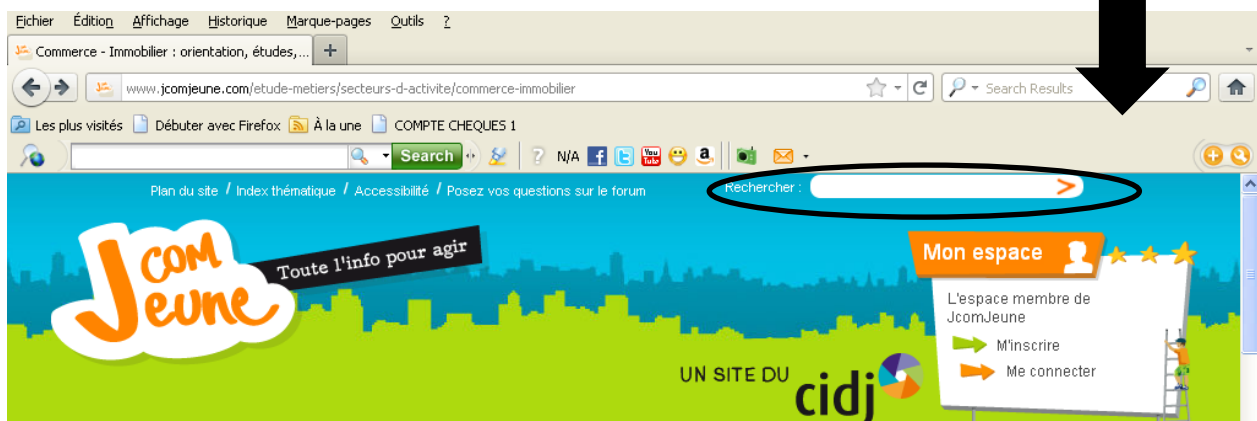 Fichier Édition Affichage Historique Marque-pages Outils ?
Commerce - Immobilier : orientation, études,... +
www.jcomjeune.com/etude-metiers/secteurs-d-activite/commerce-immobilier Search Results
Les plus visités Débuter avec Firefox À la une COMPTE CHEQUES 1
Search ? N/A f t You Tube a
Plan du site / Index thématique / Accessibilité / Posez vos questions sur le forum Rechercher : >
Jcom
Jeune
Toute l'info pour agir
Mon espace
L'espace membre de
JcomJeune
M'inscrire
Me connecter
UN SITE DU cidj